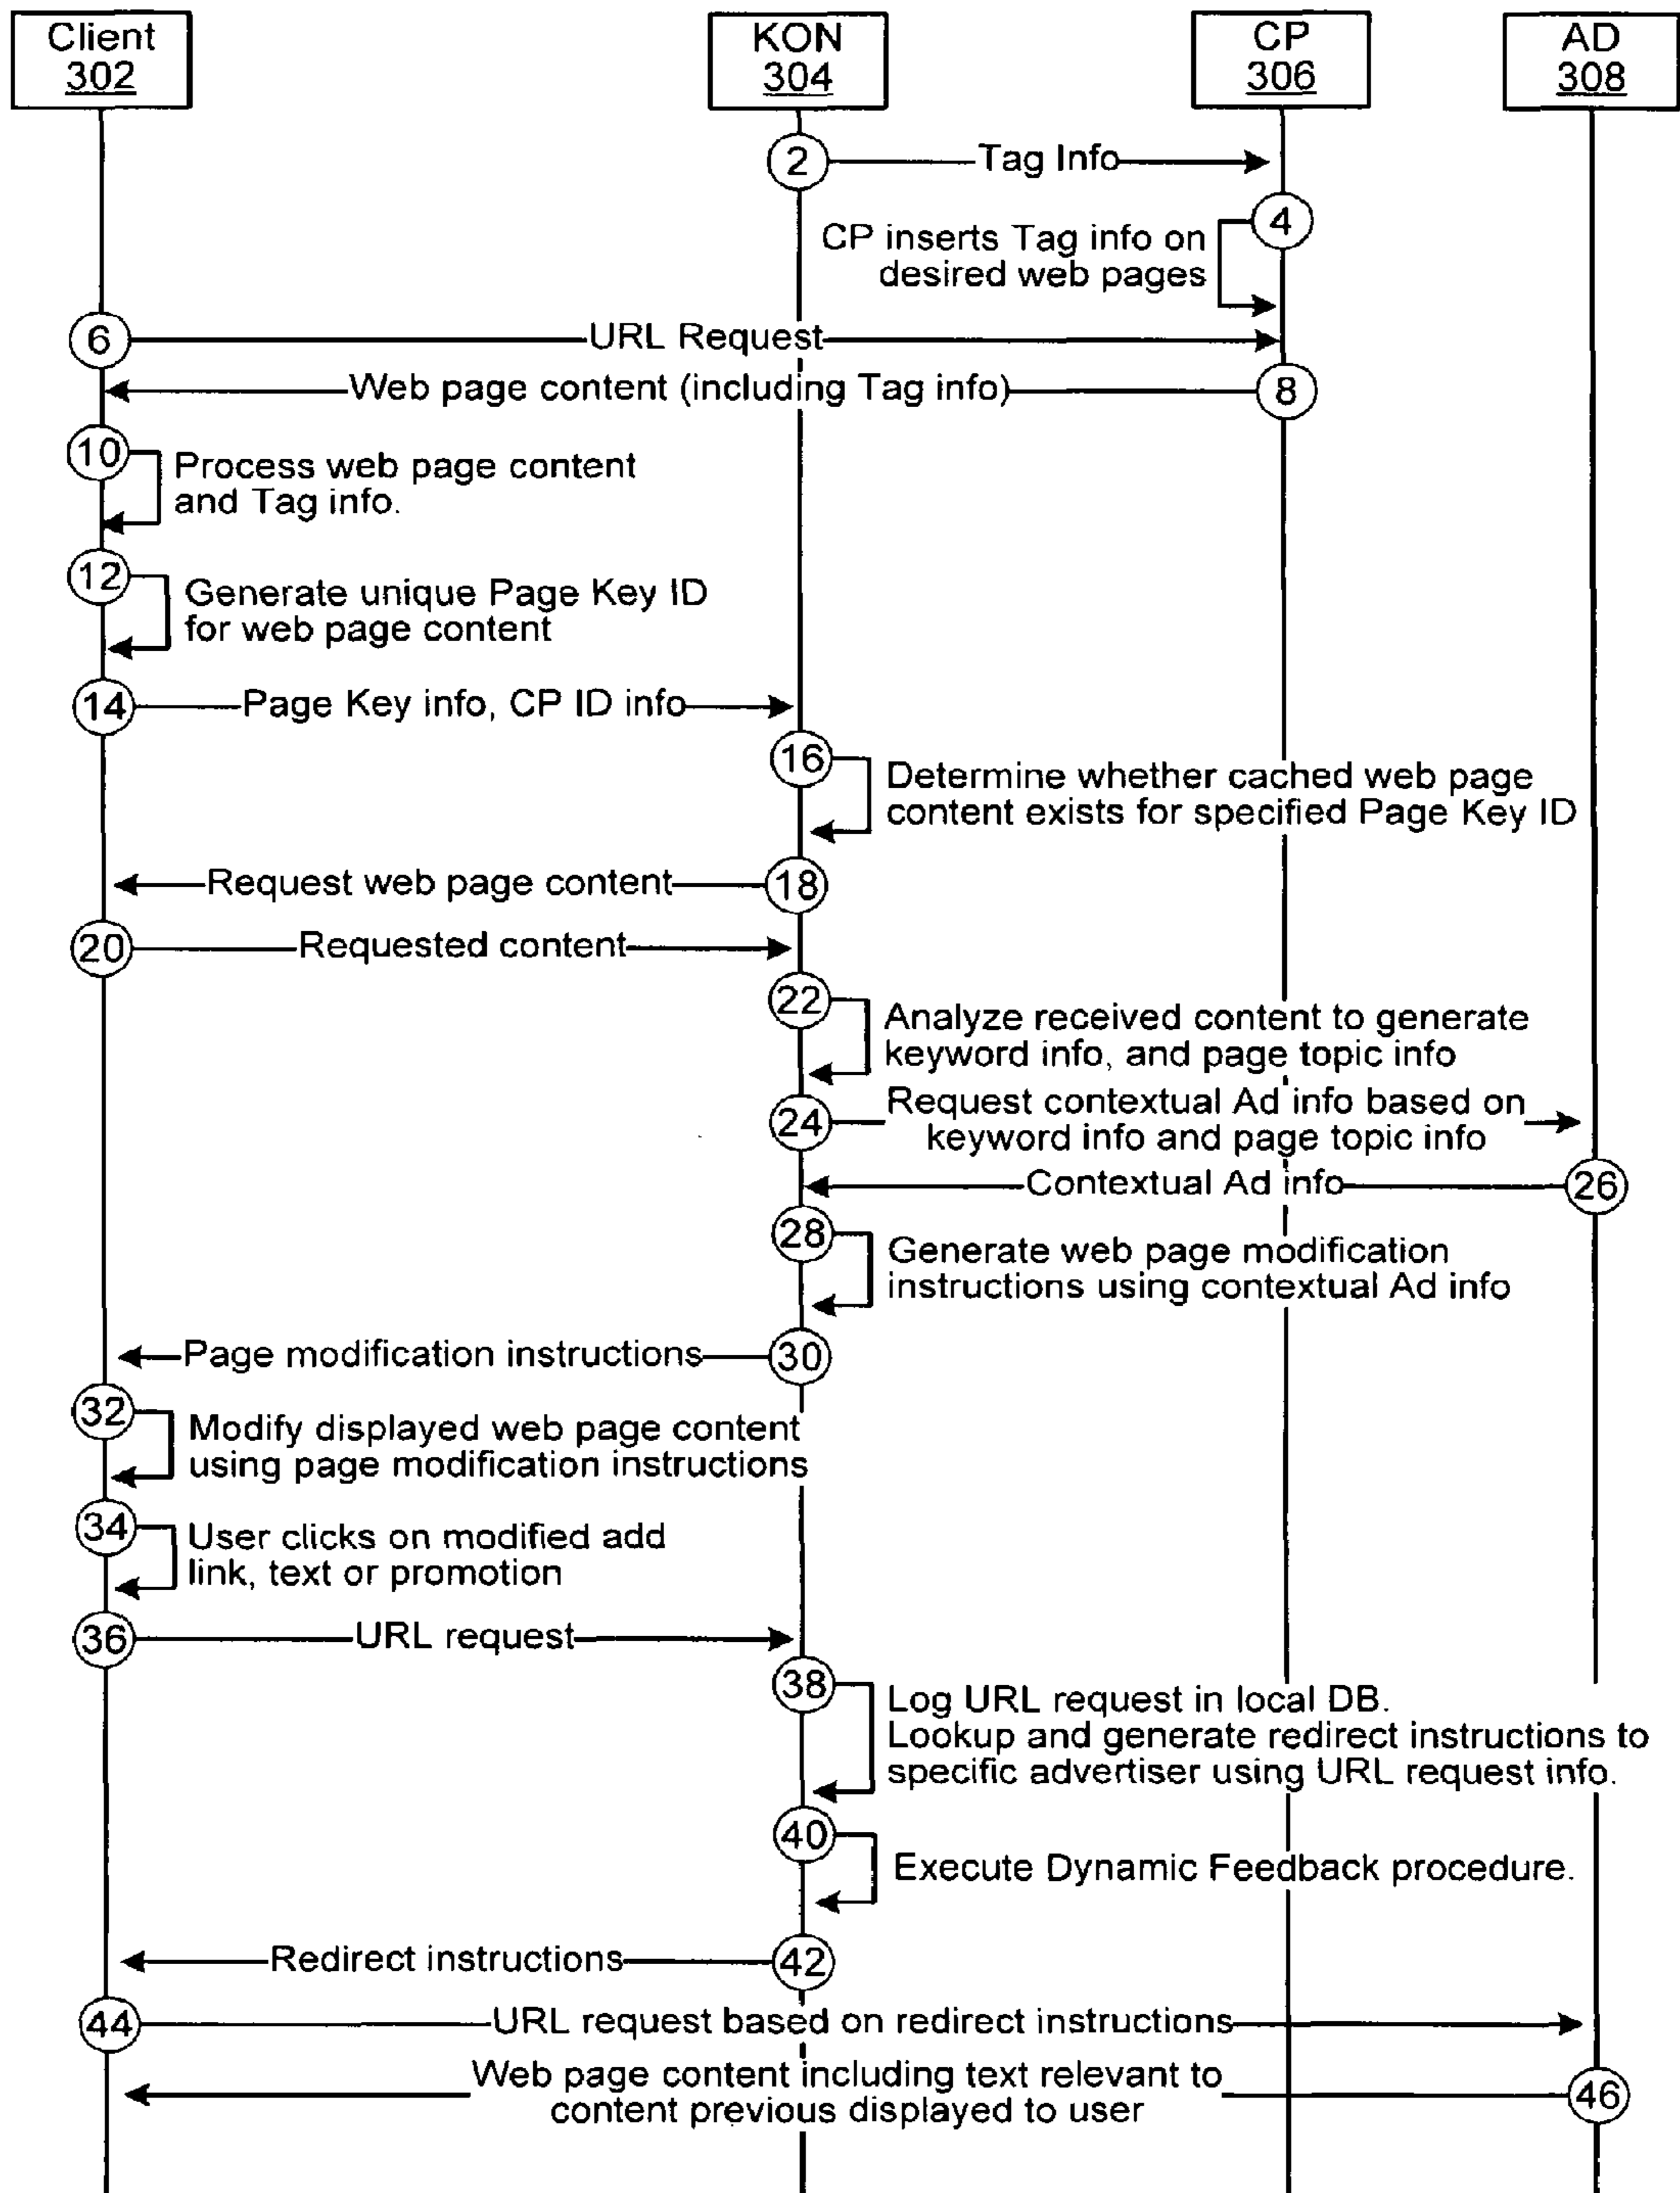 Client
302
KON
304
CP
306
AD
308
2
Tag Info
4
CP inserts Tag info on
desired web pages
6
URL Request
Web page content (including Tag info)
8
10
Process web page content
and Tag info.
12
Generate unique Page Key ID
for web page content
14
Page Key info, CP ID info
16
Determine whether cached web page
content exists for specified Page Key ID
Request web page content
18
20
Requested content
22
Analyze received content to generate
keyword info, and page topic info
24
Request contextual Ad info based on
keyword info and page topic info
Contextual Ad info
26
28
Generate web page modification
instructions using contextual Ad info
Page modification instructions
30
32
Modify displayed web page content
using page modification instructions
34
User clicks on modified add
link, text or promotion
36
URL request
38
Log URL request in local DB.
Lookup and generate redirect instructions to
specific advertiser using URL request info.
40
Execute Dynamic Feedback procedure.
Redirect instructions
42
44
URL request based on redirect instructions
Web page content including text relevant to
content previous displayed to user
46